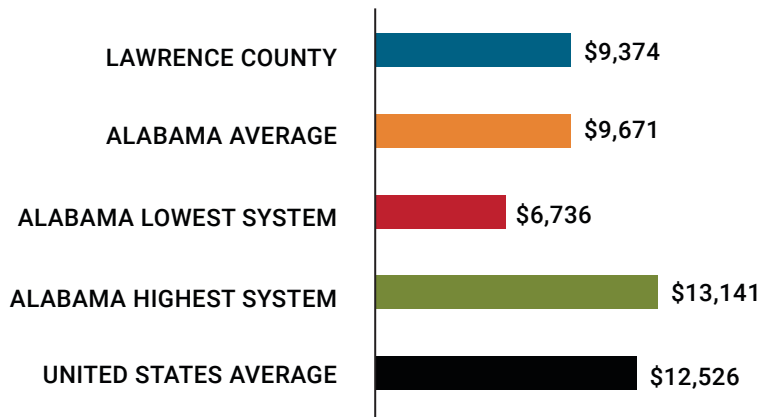 LAWRENCE COUNTY $9,374
ALABAMA AVERAGE $9,671
ALABAMA LOWEST SYSTEM $6,736
ALABAMA HIGHEST SYSTEM $13,141
UNITED STATES AVERAGE $12,526